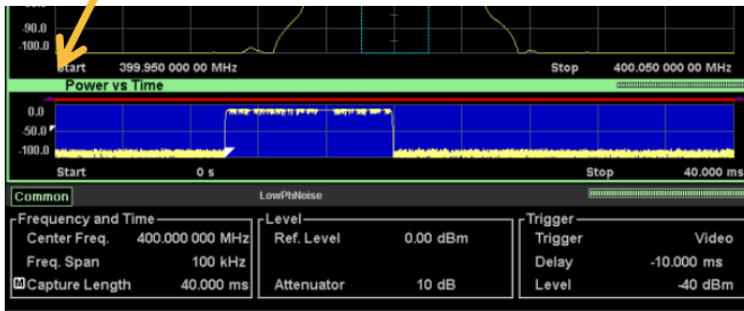 -90.0
-100.0
Start 399.950 000 00 MHz Stop 400.050 000 00 MHz
Power vs Time
0.0
-50.0
-100.0
Start 0 s Stop 40.000 ms
Common LowPhNoise
Frequency and Time Level Trigger
Center Freq. 400.000 000 MHz Ref. Level 0.00 dBm Trigger Video
Freq. Span 100 kHz Delay -10.000 ms
M Capture Length 40.000 ms Attenuator 10 dB Level -40 dBm